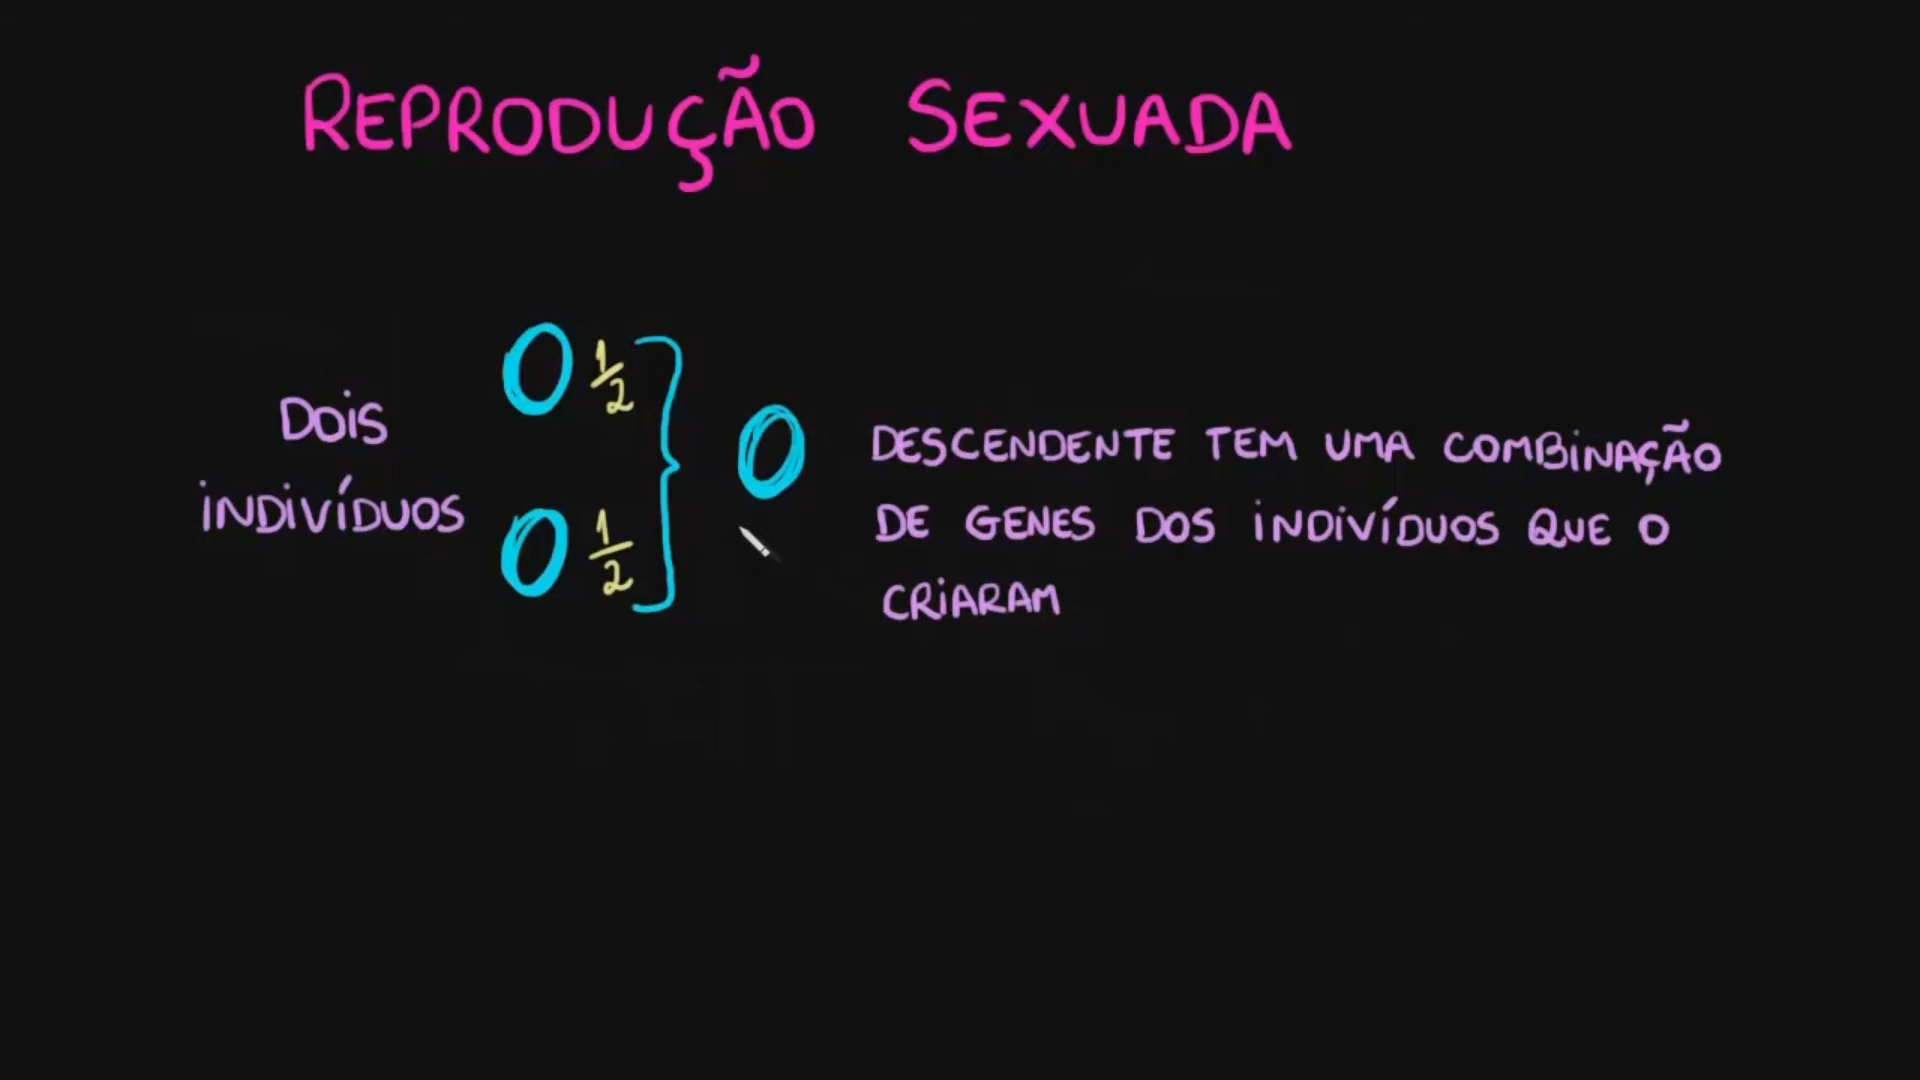 REPRODUÇÃO SEXUADA
DOIS
INDIVÍDUOS
1/2
1/2
DESCENDENTE TEM UMA COMBINAÇÃO
DE GENES DOS INDIVÍDUOS QUE O
CRIARAM